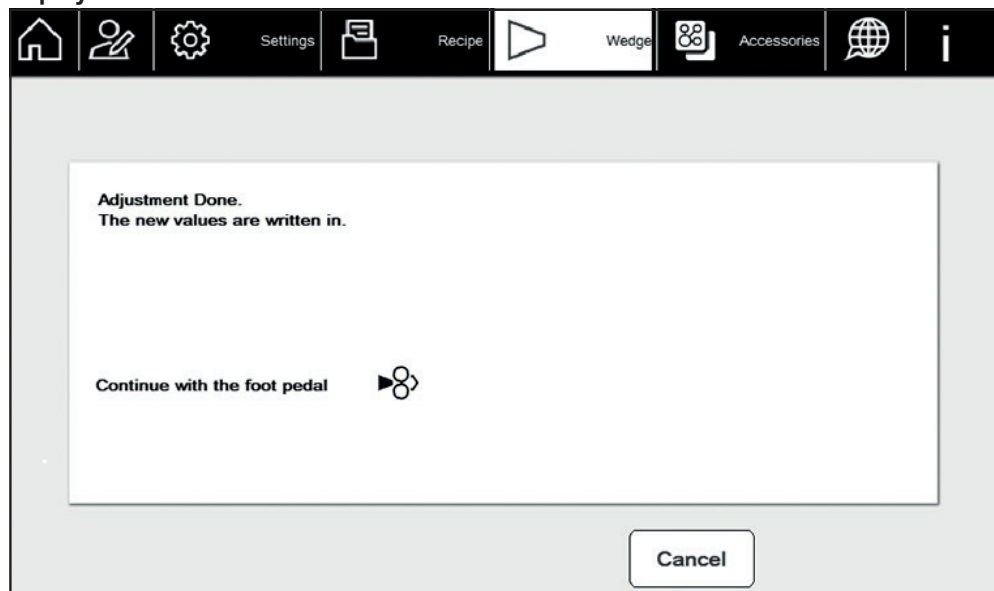 Settings Recipe Wedge Accessories i
Adjustment Done.
The new values are written in.
Continue with the foot pedal
Cancel